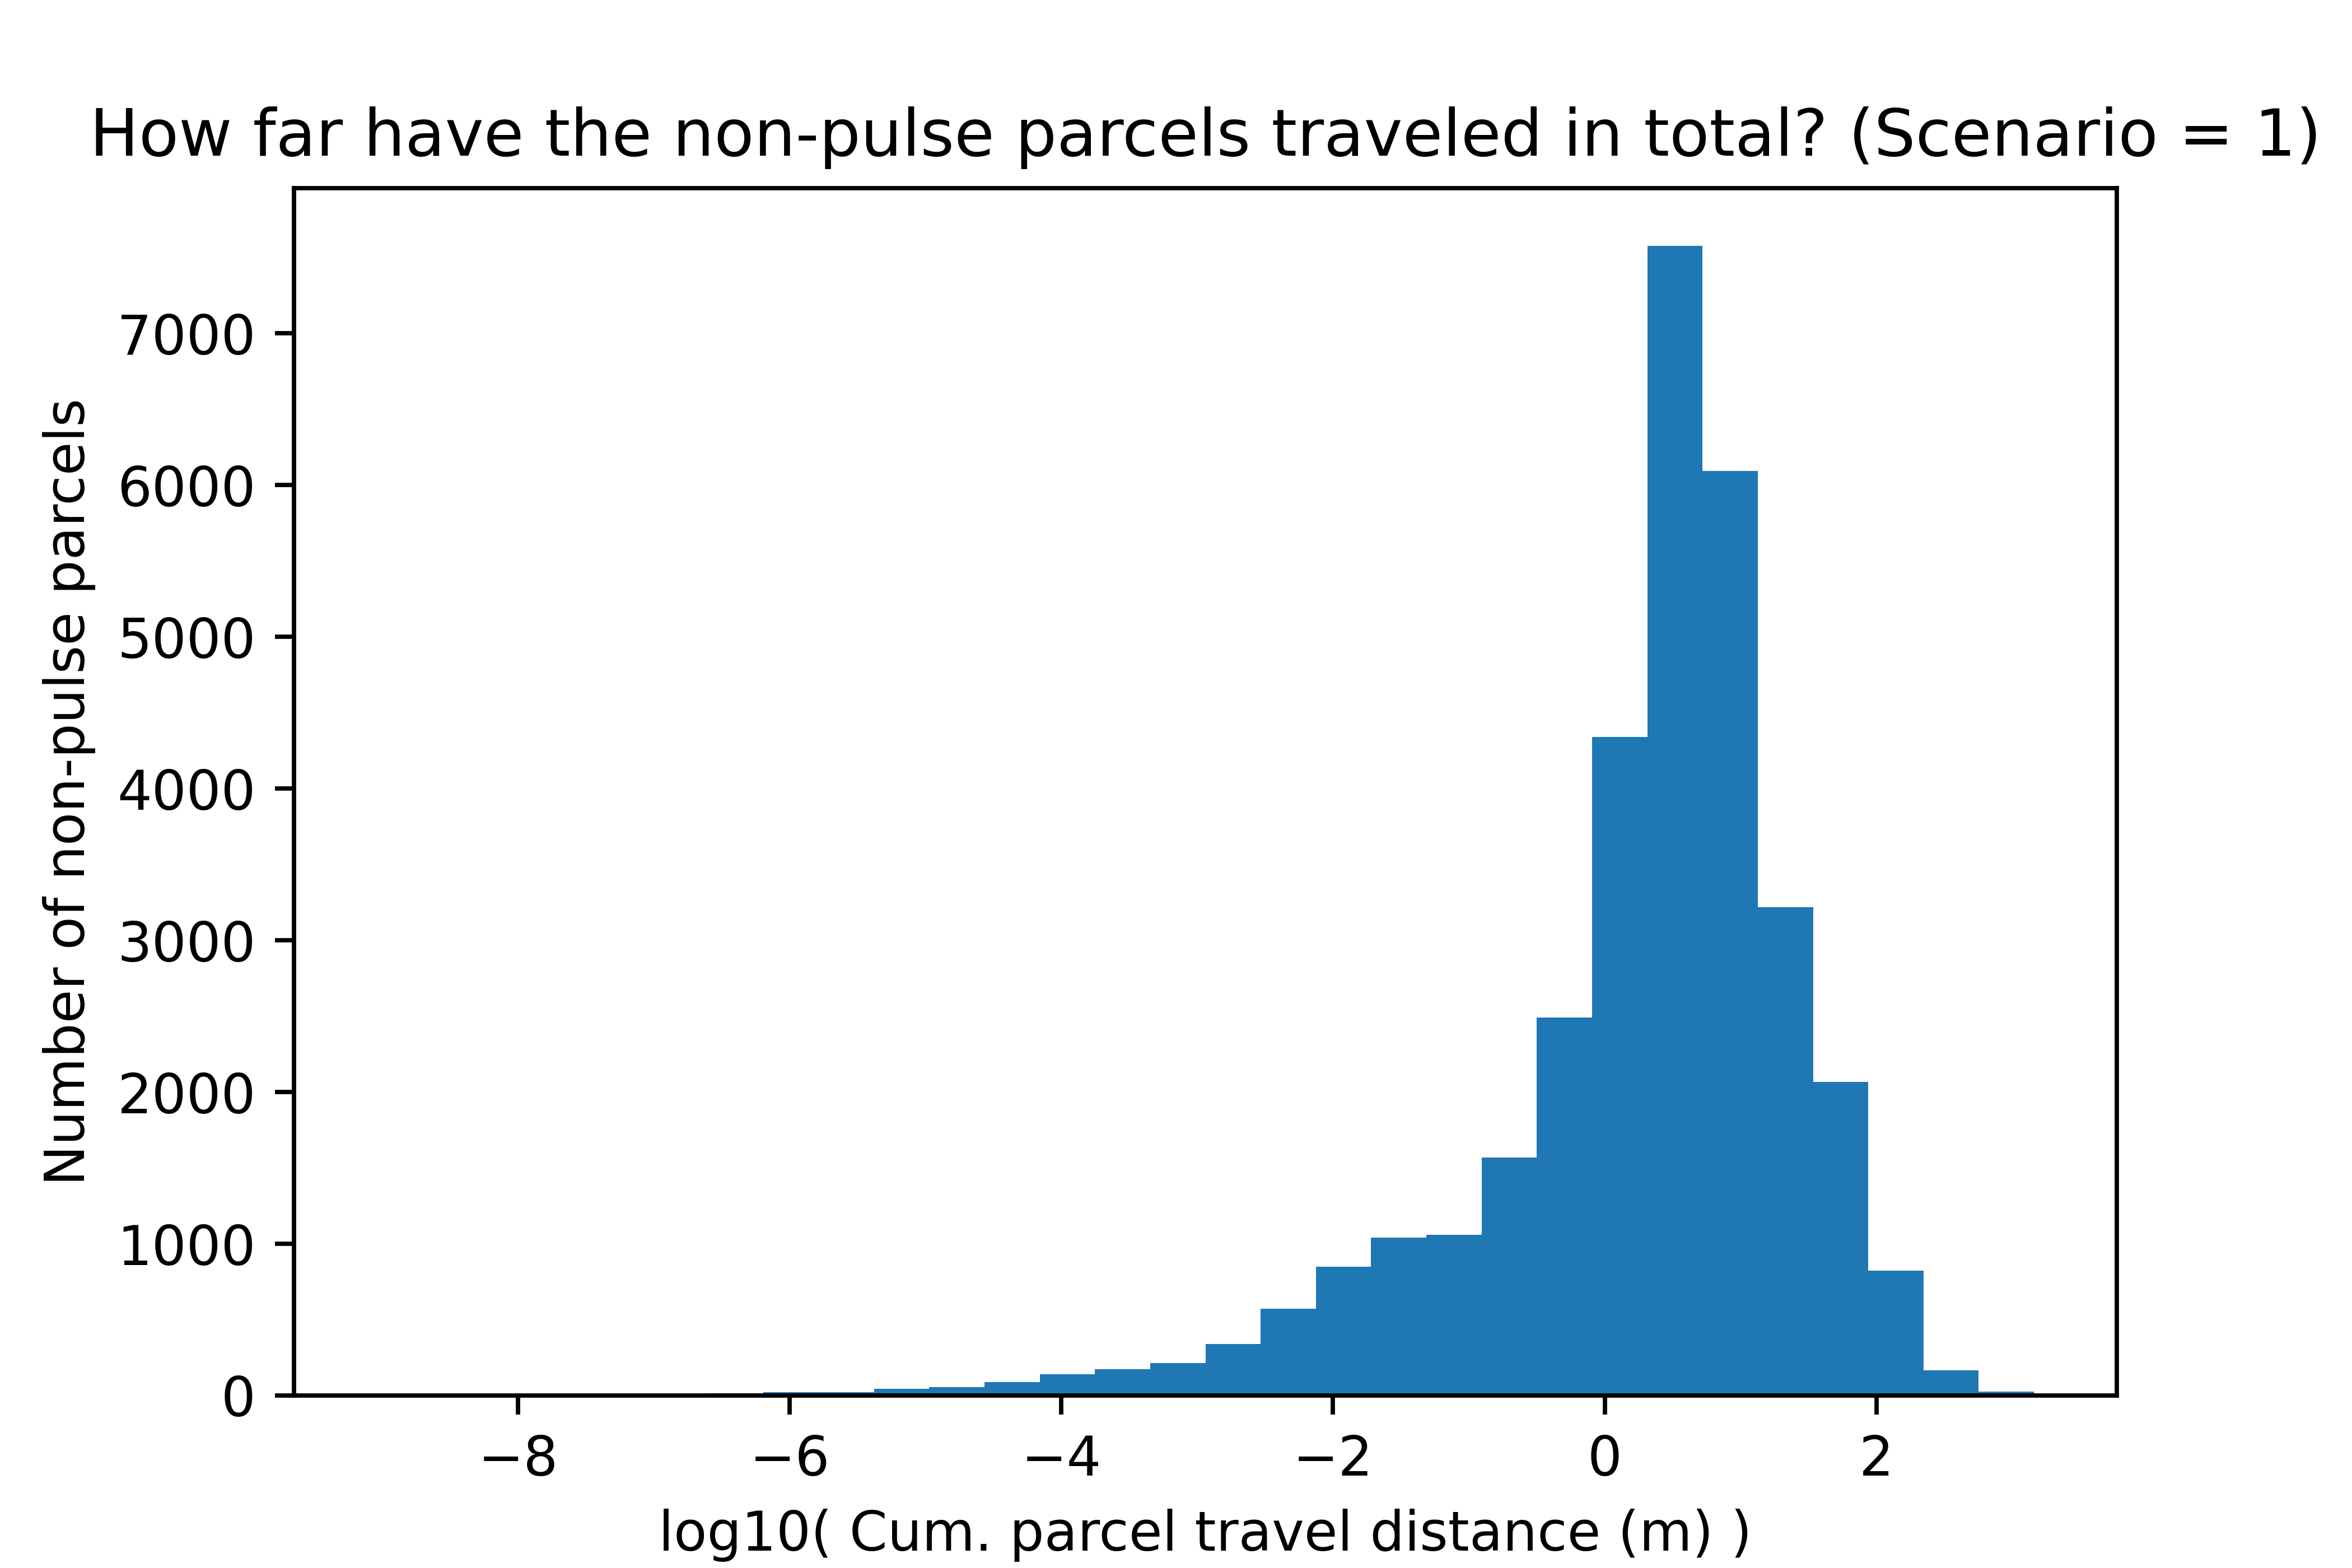 How far have the non-pulse parcels traveled in total? (Scenario = 1)
Number of non-pulse parcels
7000
6000
5000
4000
3000
2000
1000
0
−8 −6 −4 −2 0 2
log10( Cum. parcel travel distance (m) )